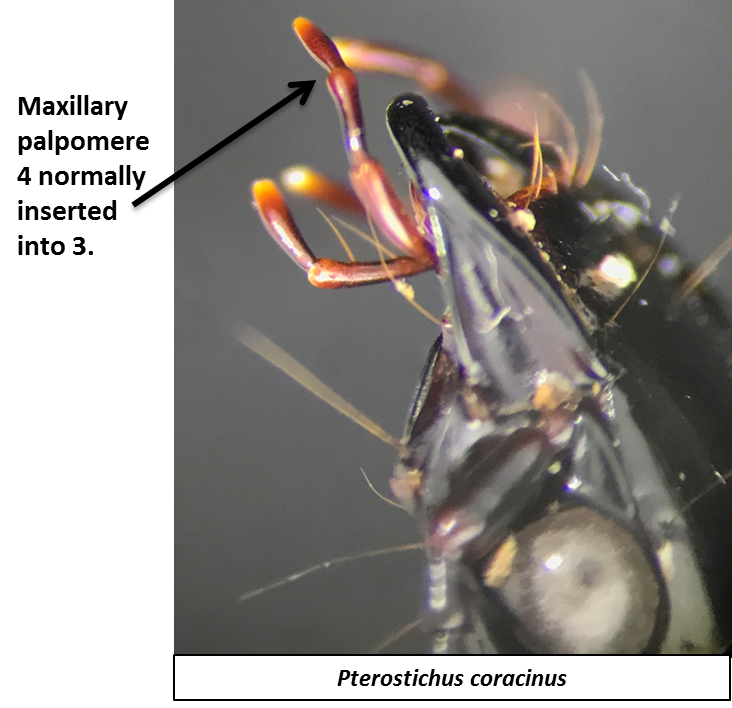 Maxillary
palpomere
4 normally
inserted
into 3.
Pterostichus coracinus